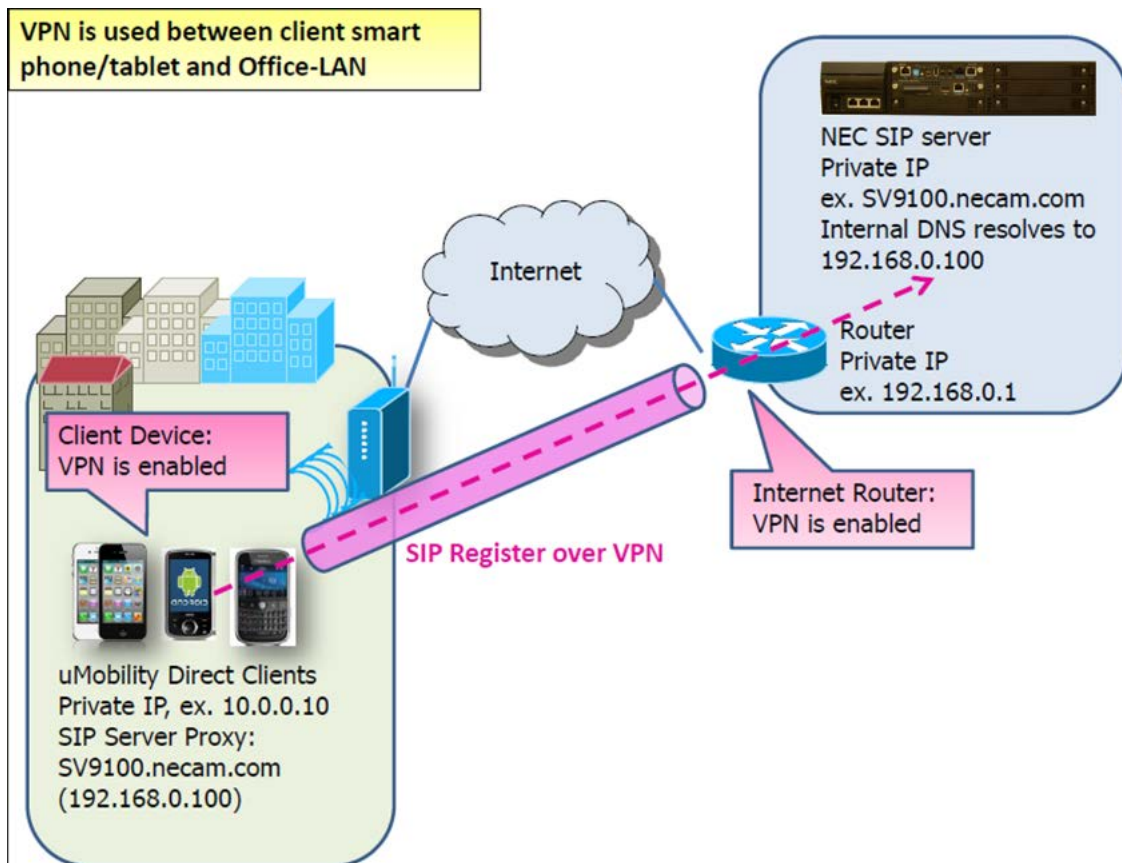 VPN is used between client smart
phone/tablet and Office-LAN
NEC SIP server
Private IP
ex. SV9100.necam.com
Internal DNS resolves to
192.168.0.100
Internet
Router
Private IP
ex. 192.168.0.1
Client Device:
VPN is enabled
Internet Router:
VPN is enabled
SIP Register over VPN
ANDROID
uMobility Direct Clients
Private IP, ex. 10.0.0.10
SIP Server Proxy:
SV9100.necam.com
(192.168.0.100)